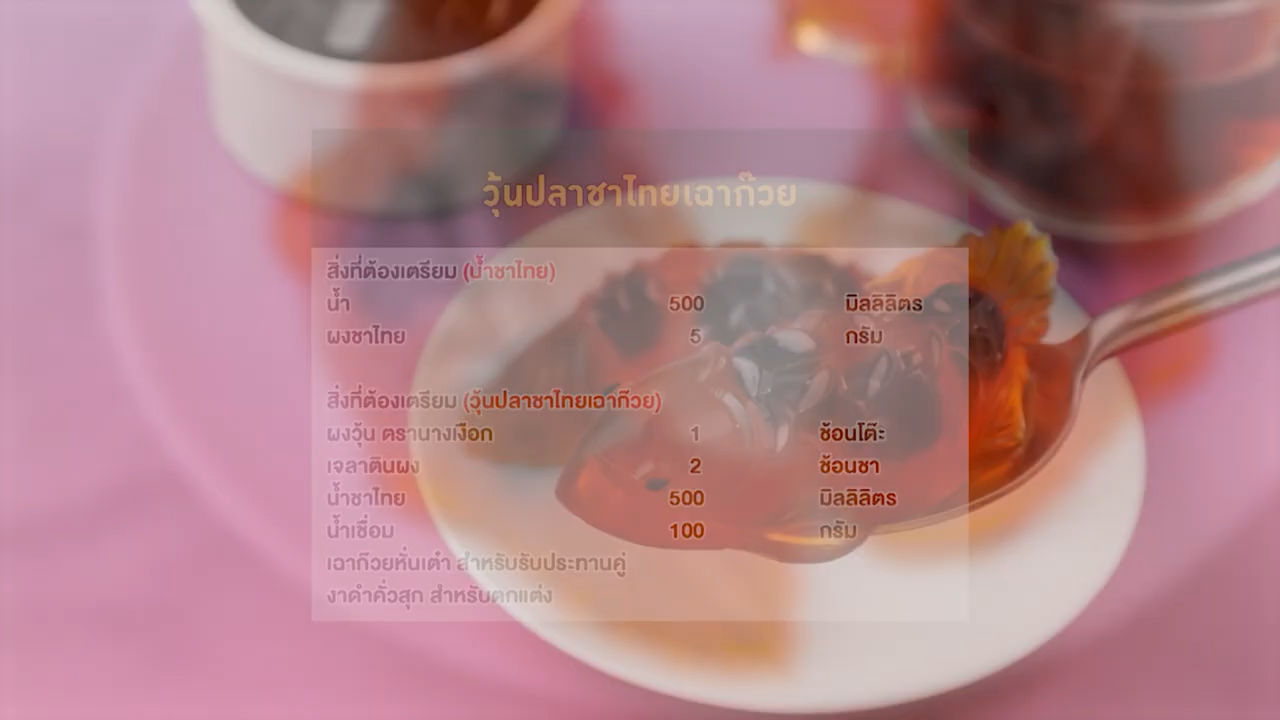 วุ้นปลาชาไทยเฉาก๊วย
สิ่งที่ต้องเตรียม (น้ำชาไทย)
น้ำ 500 มิลลิลิตร
ผงชาไทย 5 กรัม
สิ่งที่ต้องเตรียม (วุ้นปลาชาไทยเฉาก๊วย)
ผงวุ้น ตรานางเงือก 1 ช้อนโต๊ะ
เจลาตินผง 2 ช้อนชา
น้ำชาไทย 500 มิลลิลิตร
น้ำเชื่อม 100 กรัม
เฉาก๊วยหั่นเต๋า สำหรับรับประทานคู่
งาดำคั่วสุก สำหรับตกแต่ง